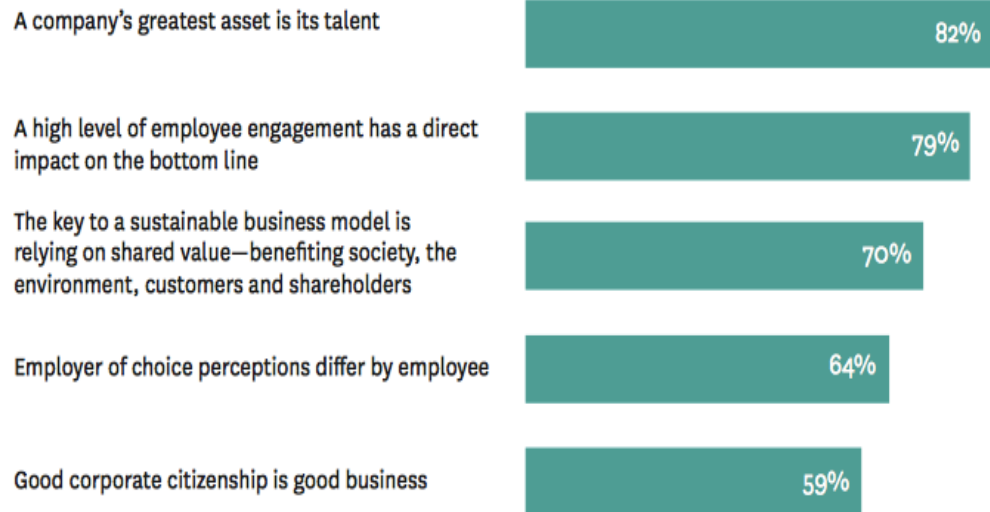 A company’s greatest asset is its talent
82%
A high level of employee engagement has a direct
impact on the bottom line
79%
The key to a sustainable business model is
relying on shared value—benefiting society, the
environment, customers and shareholders
70%
Employer of choice perceptions differ by employee
64%
Good corporate citizenship is good business
59%